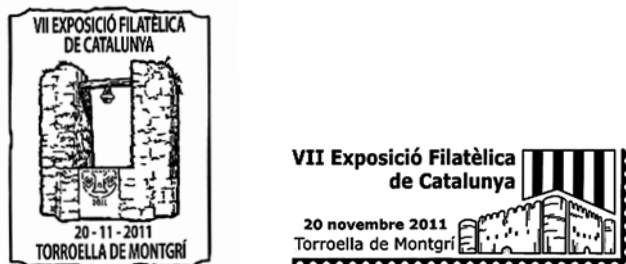 VII EXPOSICIÓ FILATÈLICA
DE CATALUNYA
2011
20 - 11 - 2011
TORROELLA DE MONTGRÍ
VII Exposició Filatèlica
de Catalunya
20 novembre 2011
Torroella de Montgrí